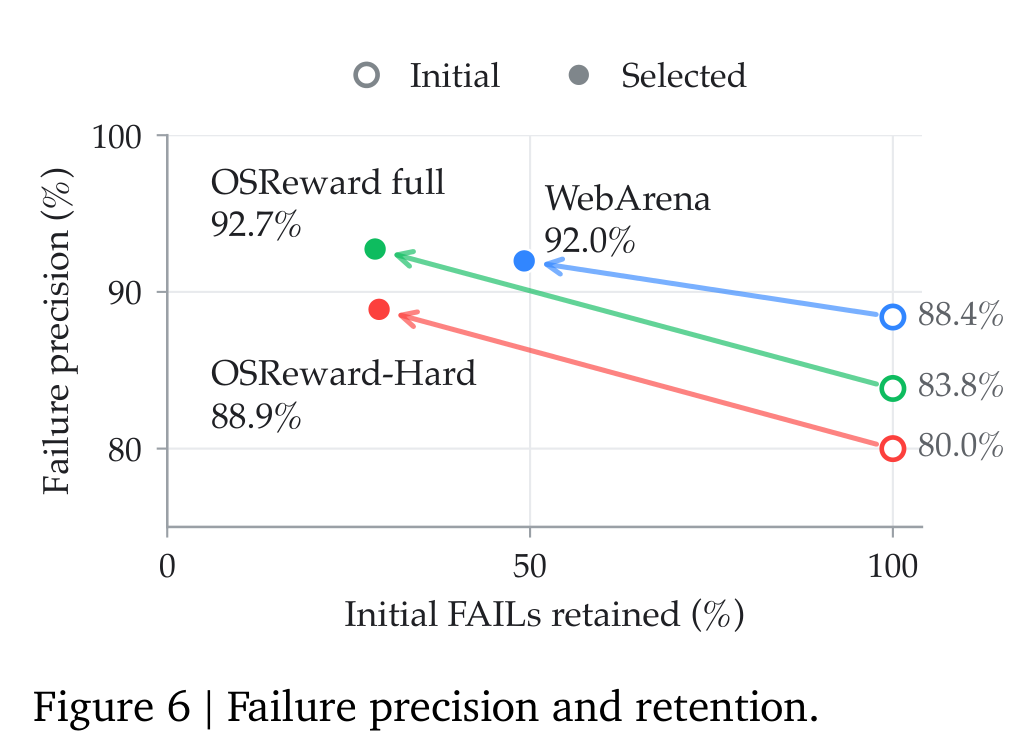 Initial Selected
100
OSReward full
92.7%
WebArena
92.0%
90
88.4%
83.8%
OSReward-Hard
88.9%
80
80.0%
Failure precision (%)
0 50 100
Initial FAILs retained (%)
Figure 6 | Failure precision and retention.